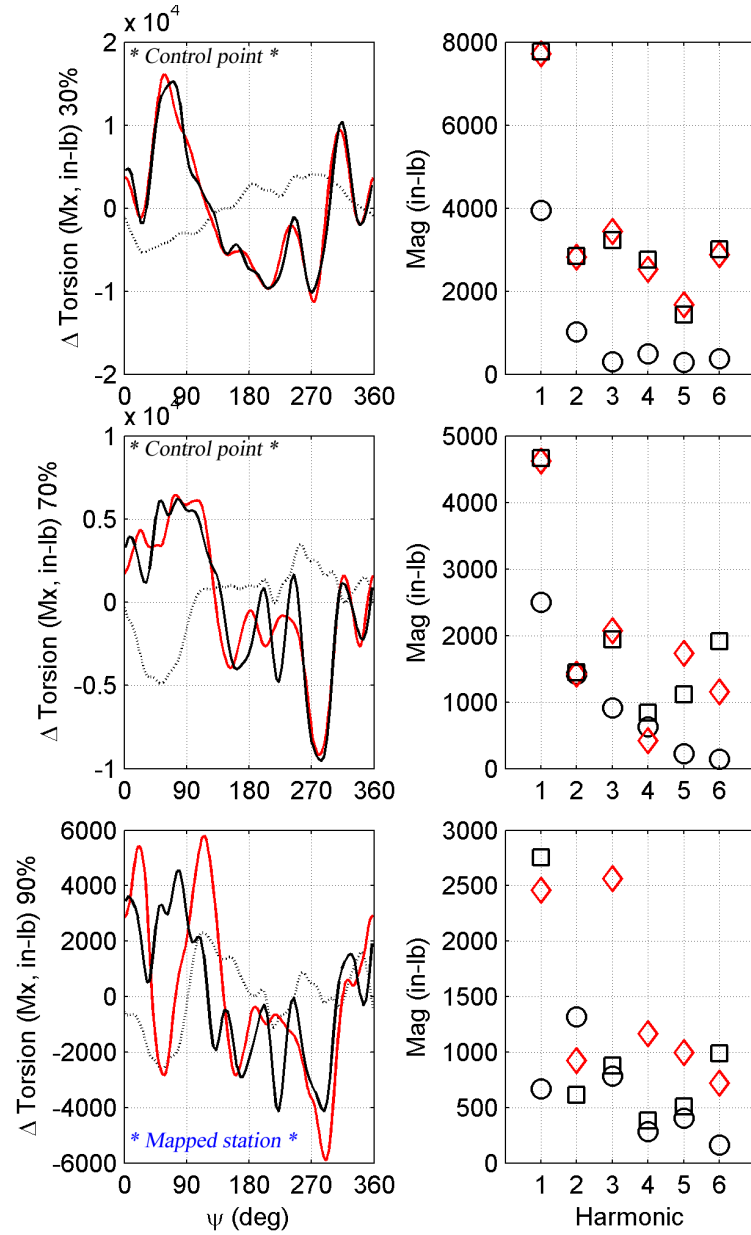 x 10^4
Δ Torsion (Mx, in-lb) 30%
2
1
0
-1
-2
* Control point *
0 90 180 270 360
Mag (in-lb)
8000
6000
4000
2000
0
1 2 3 4 5 6
x 10^4
Δ Torsion (Mx, in-lb) 70%
1
0.5
0
-0.5
-1
* Control point *
0 90 180 270 360
Mag (in-lb)
5000
4000
3000
2000
1000
0
1 2 3 4 5 6
Δ Torsion (Mx, in-lb) 90%
6000
4000
2000
0
-2000
-4000
-6000
* Mapped station *
0 90 180 270 360
ψ (deg)
Mag (in-lb)
3000
2500
2000
1500
1000
500
0
1 2 3 4 5 6
Harmonic